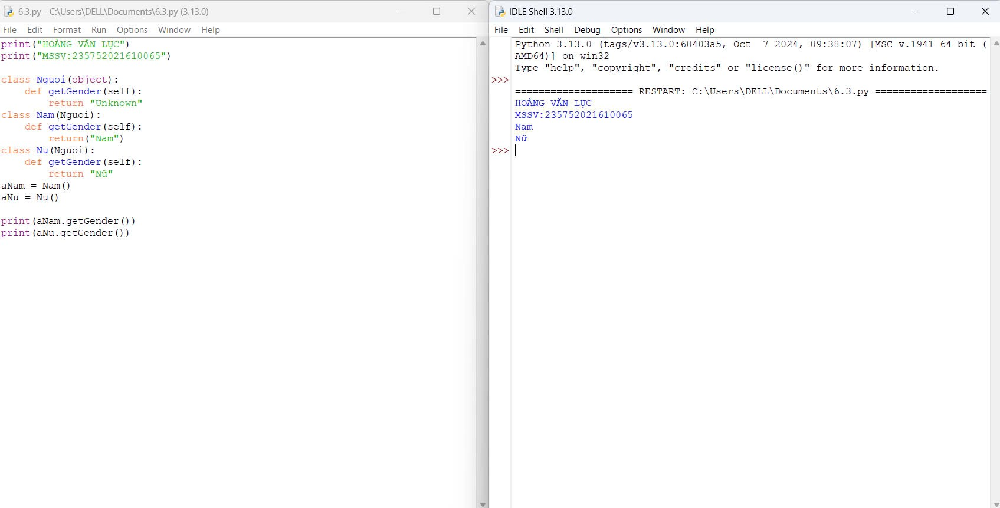 6.3.py - C:\Users\DELL\Documents\6.3.py (3.13.0)
File Edit Format Run Options Window Help
print("HOÀNG VĂN LỰC")
print("MSSV:235752021610065")
class Nguoi(object):
    def getGender(self):
        return "Unknown"
class Nam(Nguoi):
    def getGender(self):
        return("Nam")
class Nu(Nguoi):
    def getGender(self):
        return "Nữ"
aNam = Nam()
aNu = Nu()
print(aNam.getGender())
print(aNu.getGender())
IDLE Shell 3.13.0
File Edit Shell Debug Options Window Help
Python 3.13.0 (tags/v3.13.0:60403a5, Oct  7 2024, 09:38:07) [MSC v.1941 64 bit (
AMD64)] on win32
Type "help", "copyright", "credits" or "license()" for more information.
>>>
==================== RESTART: C:\Users\DELL\Documents\6.3.py ===================
HOÀNG VĂN LỰC
MSSV:235752021610065
Nam
Nữ
>>>